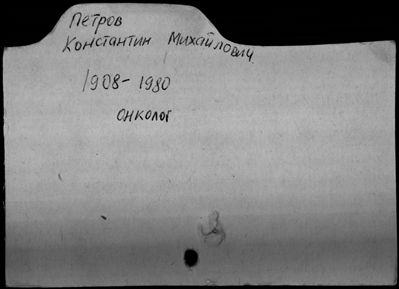 Петров
Константин Михайлович
1908-1980
онколог